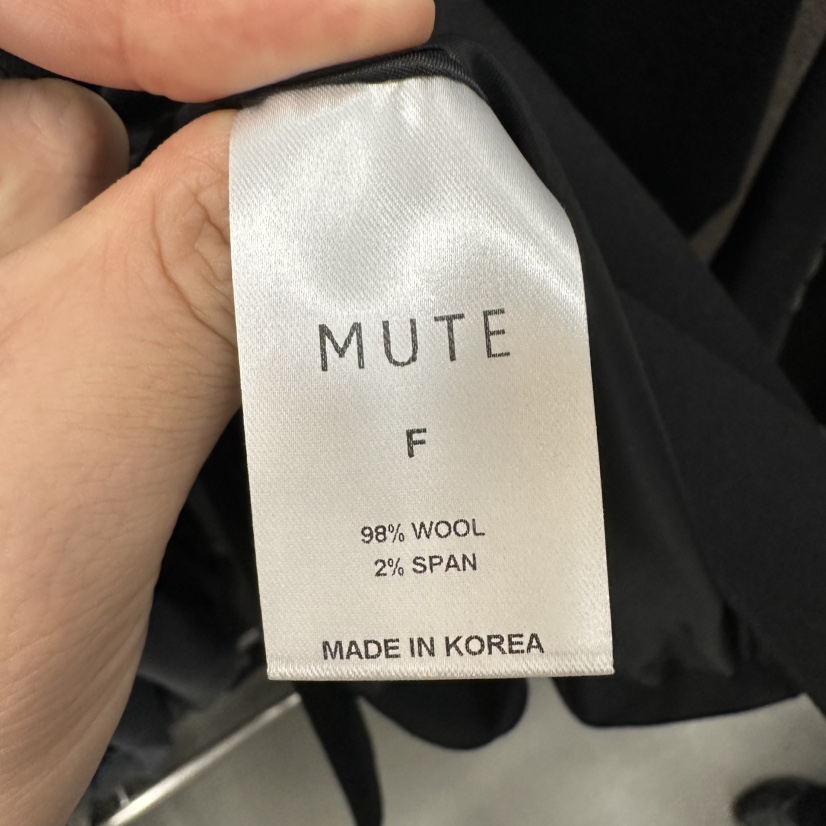 MUTE
F
98% WOOL
2% SPAN
MADE IN KOREA